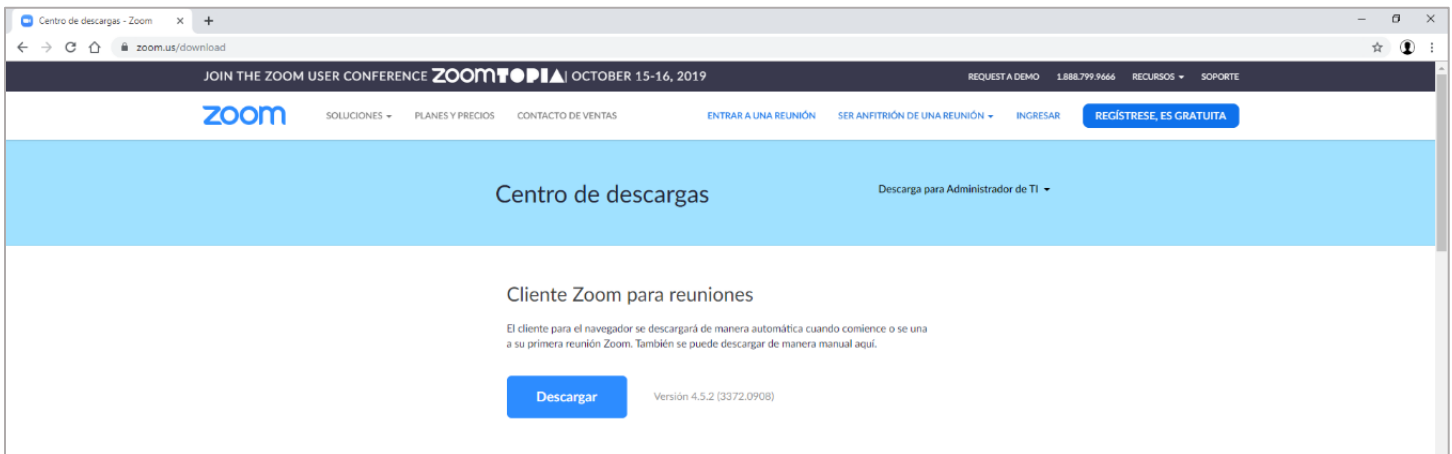 Centro de descargas - Zoom
zoom.us/download
JOIN THE ZOOM USER CONFERENCE ZOOMTOPIA| OCTOBER 15-16, 2019
REQUEST A DEMO 1.888.799.9666 RECURSOS SOPORTE
zoom SOLUCIONES PLANES Y PRECIOS CONTACTO DE VENTAS ENTRAR A UNA REUNIÓN SER ANFITRIÓN DE UNA REUNIÓN INGRESAR REGÍSTRESE, ES GRATUITA
Centro de descargas
Descarga para Administrador de TI
Cliente Zoom para reuniones
El cliente para el navegador se descargará de manera automática cuando comience o se una
a su primera reunión Zoom. También se puede descargar de manera manual aquí.
Descargar Versión 4.5.2 (3372.0908)